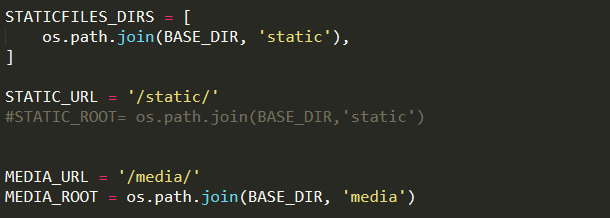 STATICFILES_DIRS = [
    os.path.join(BASE_DIR, 'static'),
]
STATIC_URL = '/static/'
#STATIC_ROOT= os.path.join(BASE_DIR,'static')
MEDIA_URL = '/media/'
MEDIA_ROOT = os.path.join(BASE_DIR, 'media')